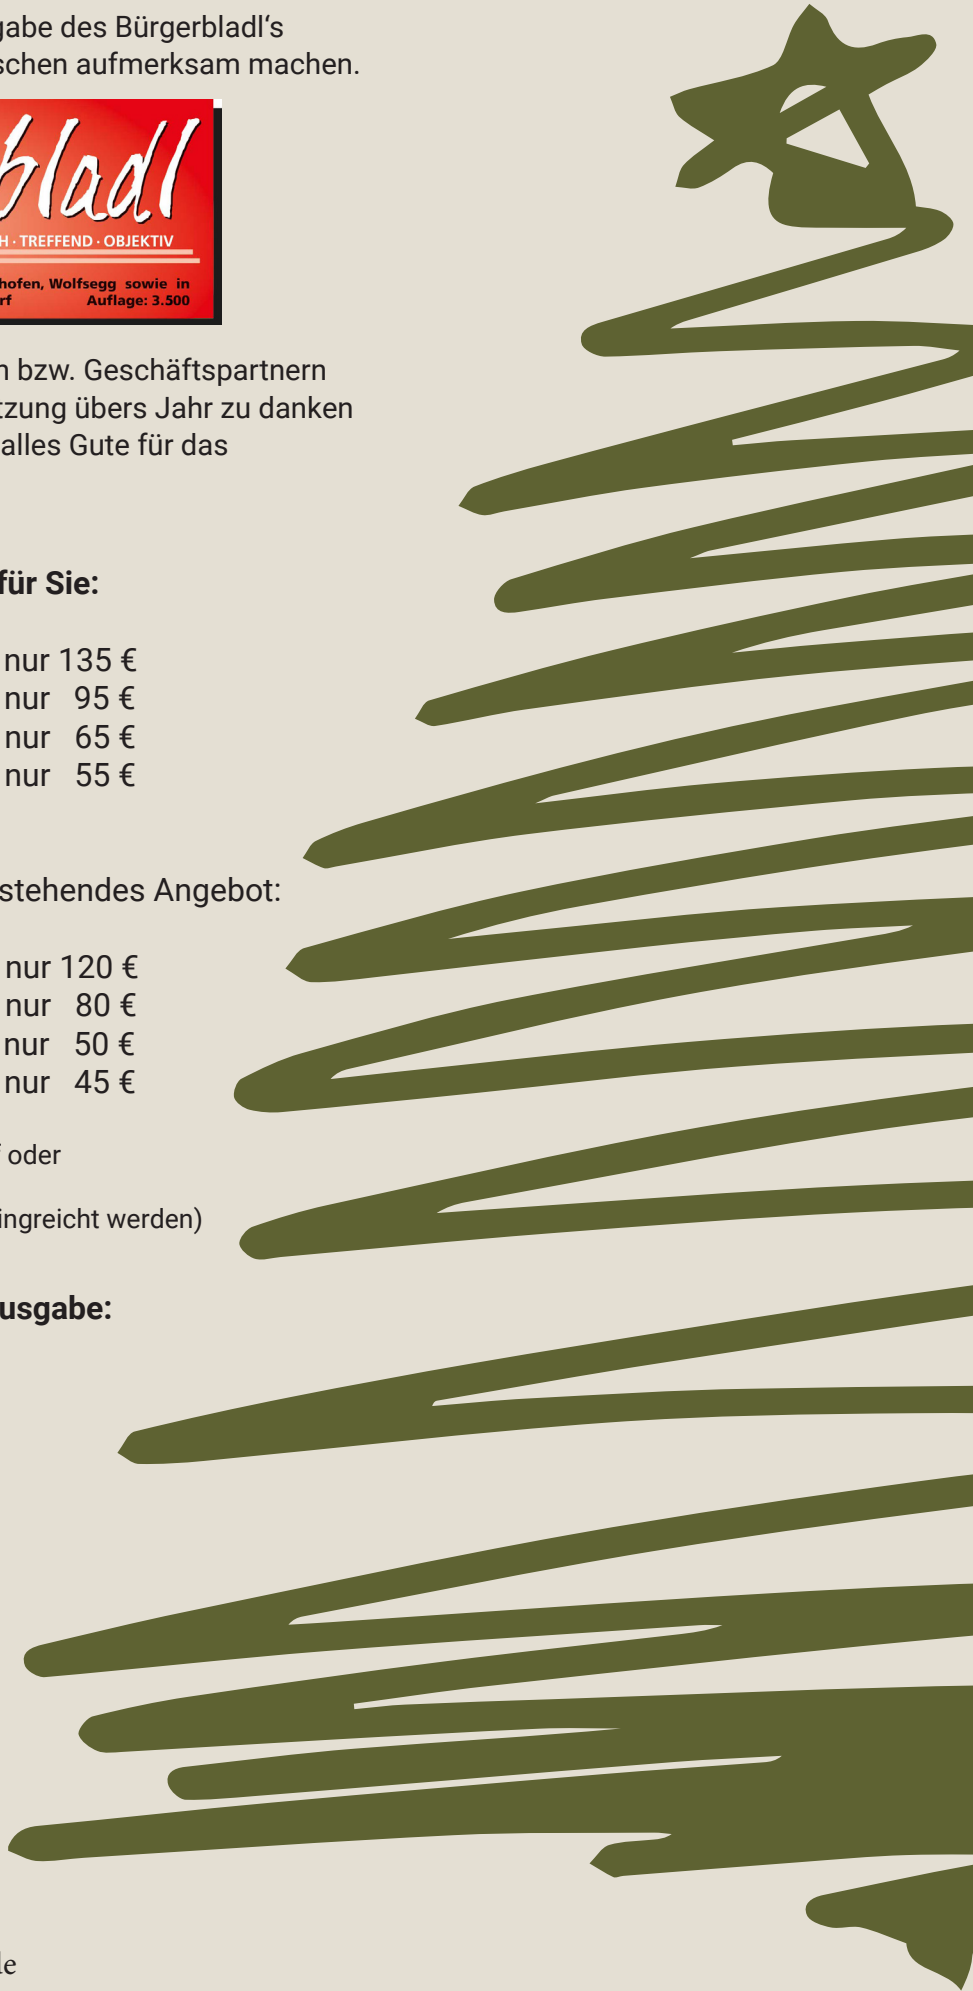 gabe des Bürgerbladl‘s
schen aufmerksam machen.
bladl
H · TREFFEND · OBJEKTIV
hofen, Wolfsegg sowie in
rf Auflage: 3.500
n bzw. Geschäftspartnern
tzung übers Jahr zu danken
alles Gute für das
für Sie:
nur 135 €
nur 95 €
nur 65 €
nur 55 €
stehendes Angebot:
nur 120 €
nur 80 €
nur 50 €
nur 45 €
f oder
ingreicht werden)
usgabe:
de